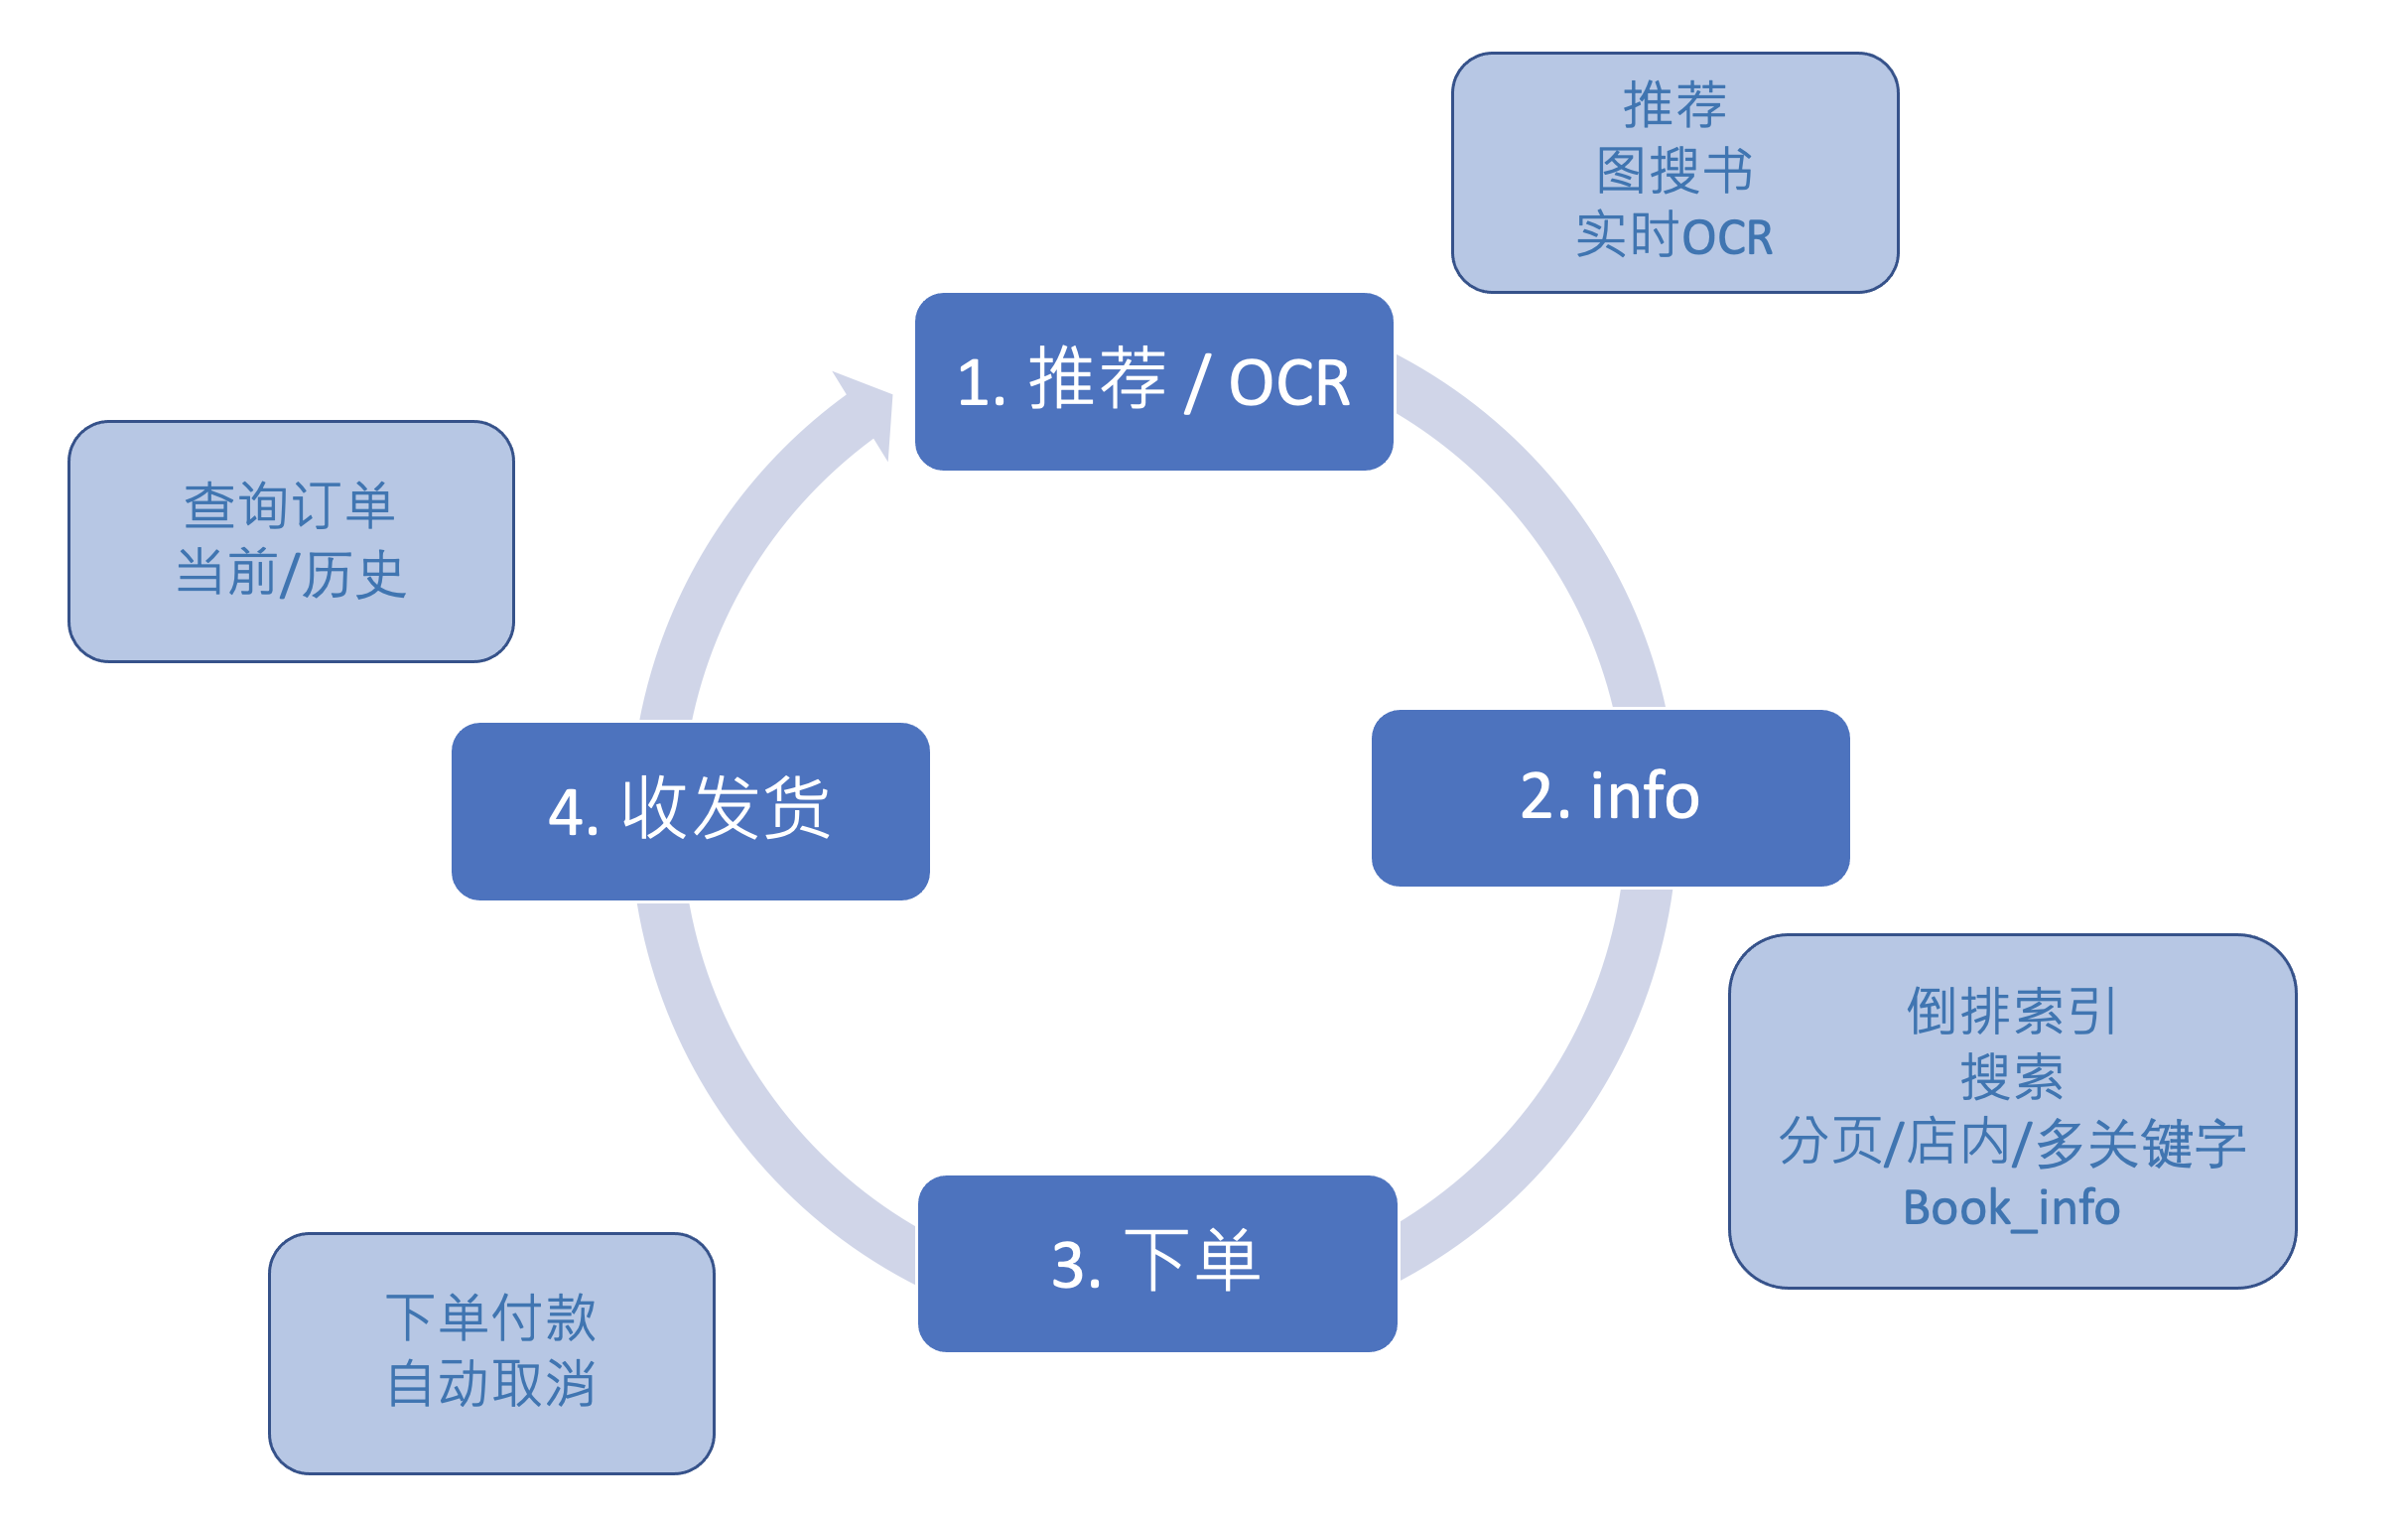 推荐
图搜书
实时OCR
1. 推荐 / OCR
查询订单
当前/历史
2. info
4. 收发货
倒排索引
搜索
分页/店内/多关键字
Book_info
3. 下单
下单付款
自动取消